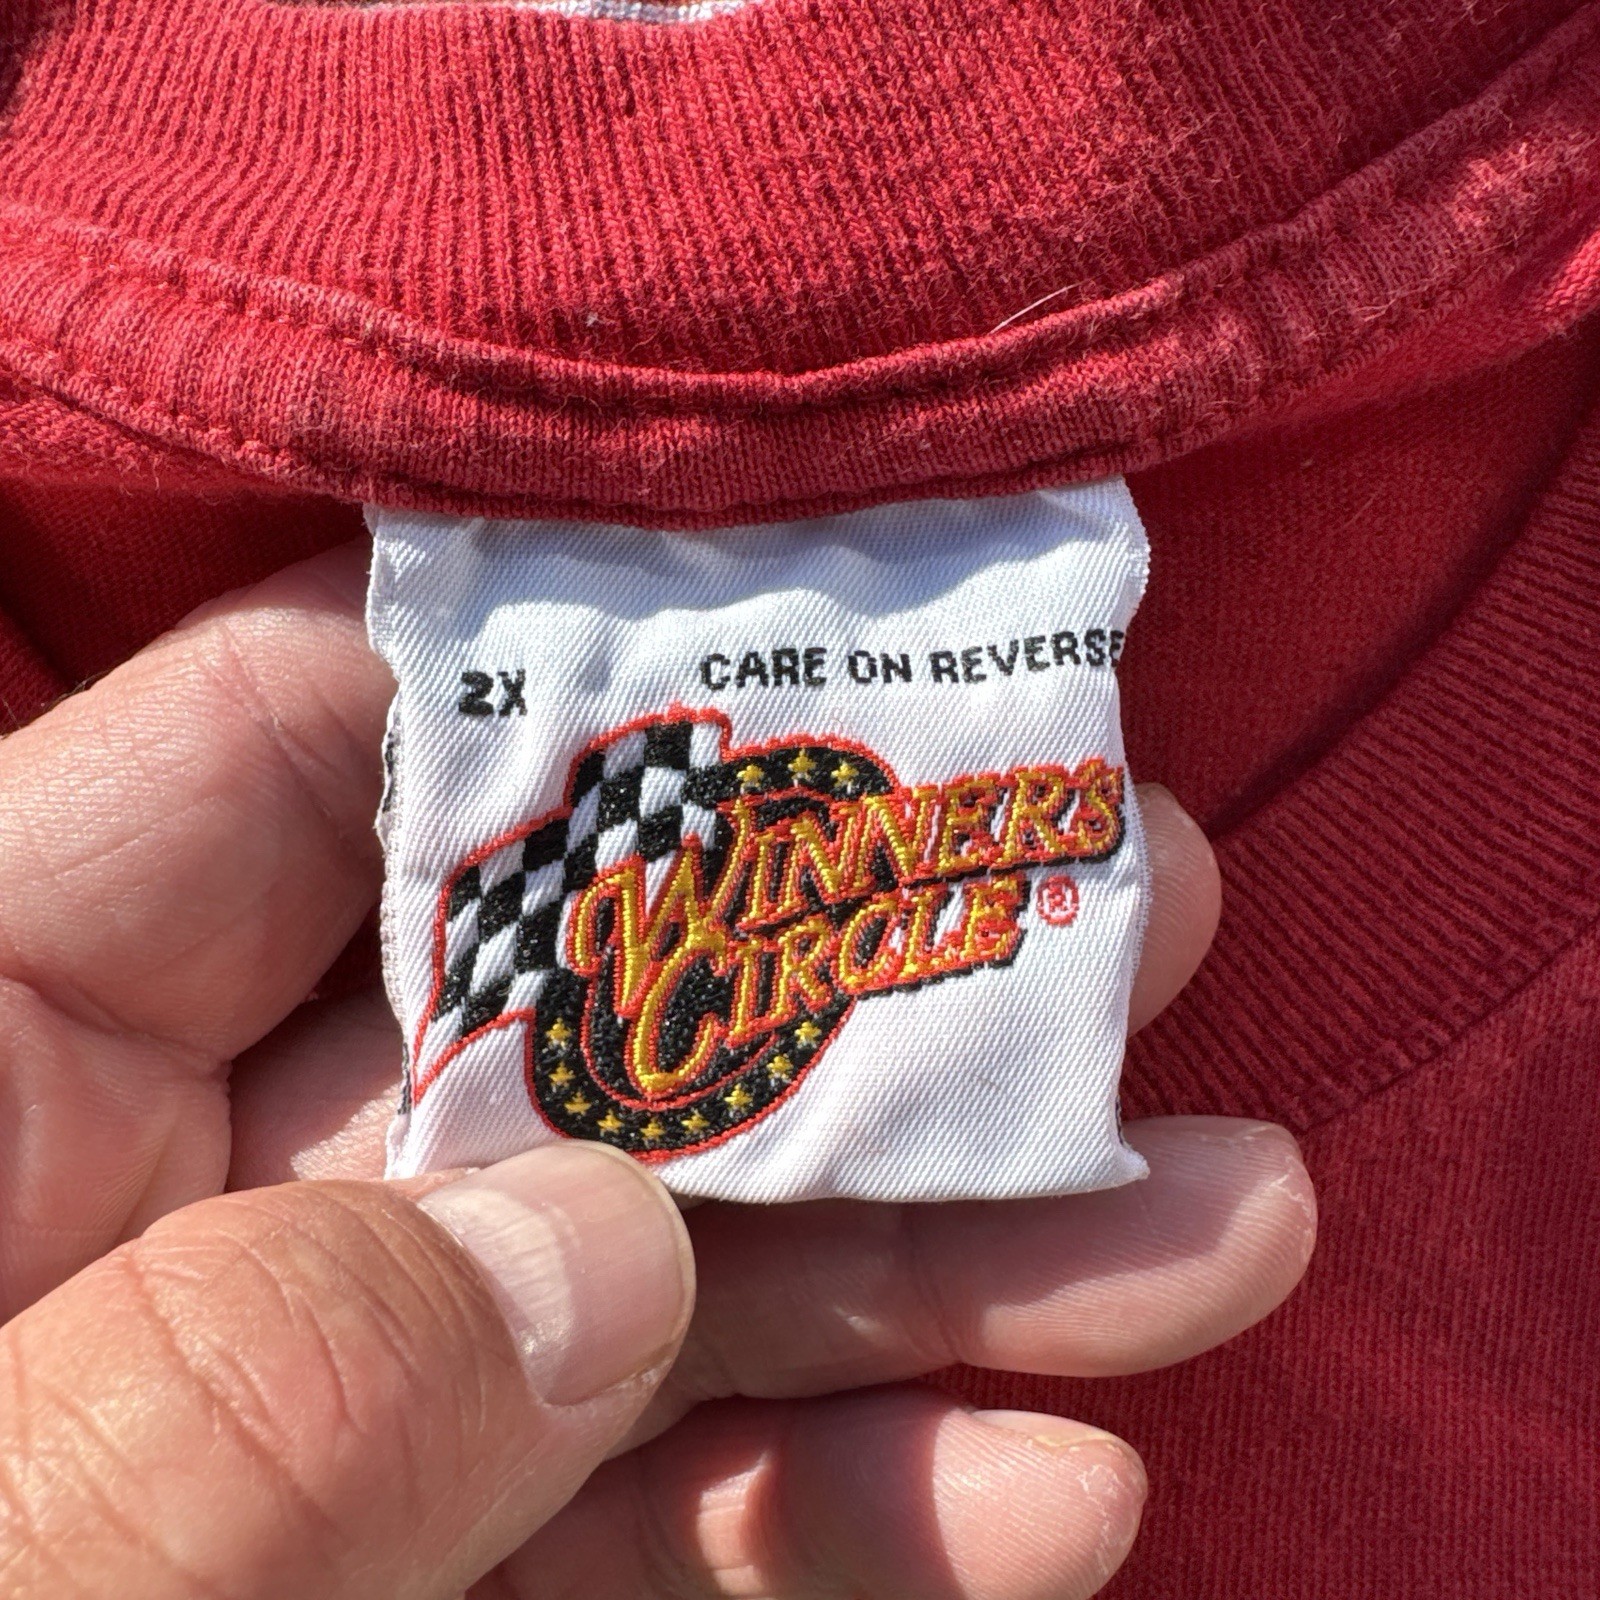 2X CARE ON REVERSE
WINNER'S
CIRCLE®